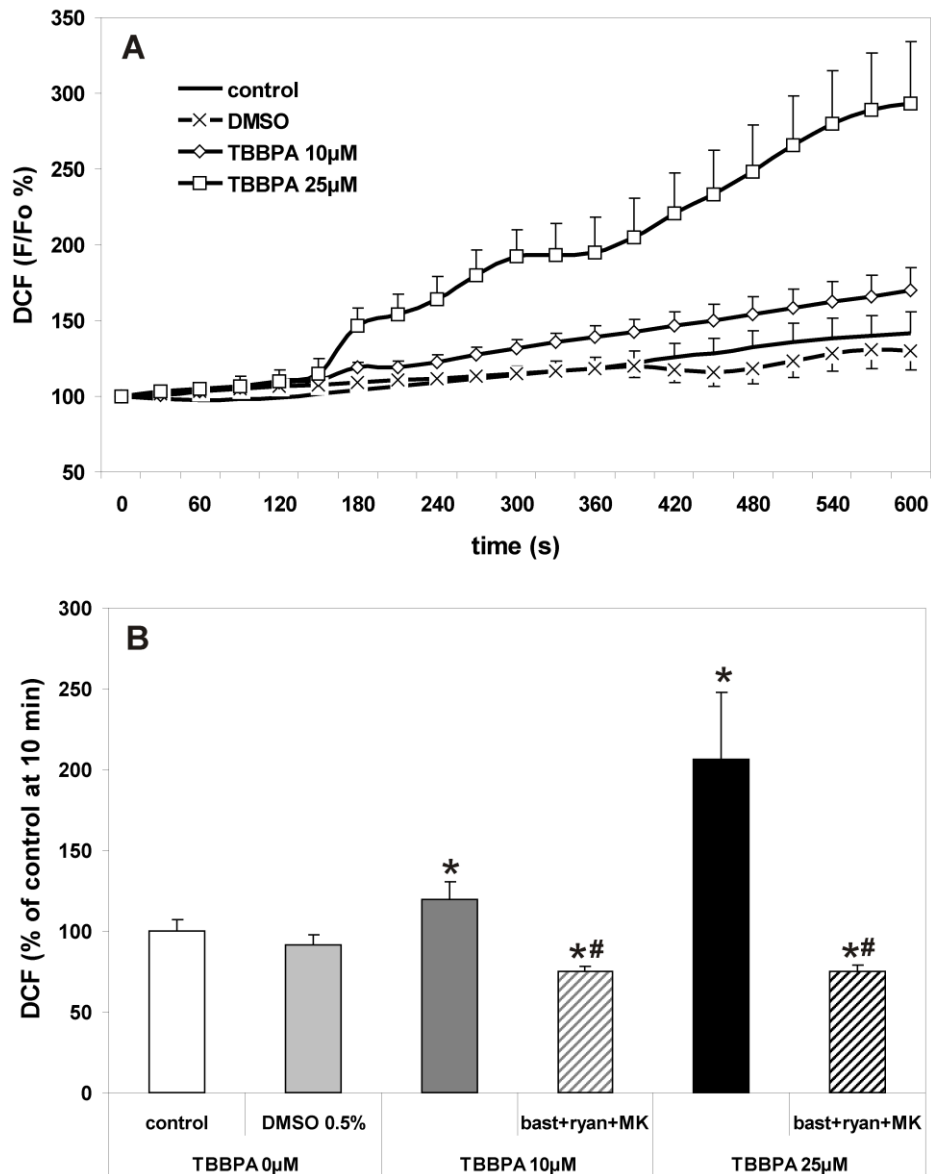 350
A
300
250
200
150
100
50
DCF (F/Fo %)
control
DMSO
TBBPA 10µM
TBBPA 25µM
0 60 120 180 240 300 360 420 480 540 600
time (s)
300
B
250
200
150
100
50
0
DCF (% of control at 10 min)
*
*#
*
*#
control DMSO 0.5% bast+ryan+MK bast+ryan+MK
TBBPA 0µM TBBPA 10µM TBBPA 25µM